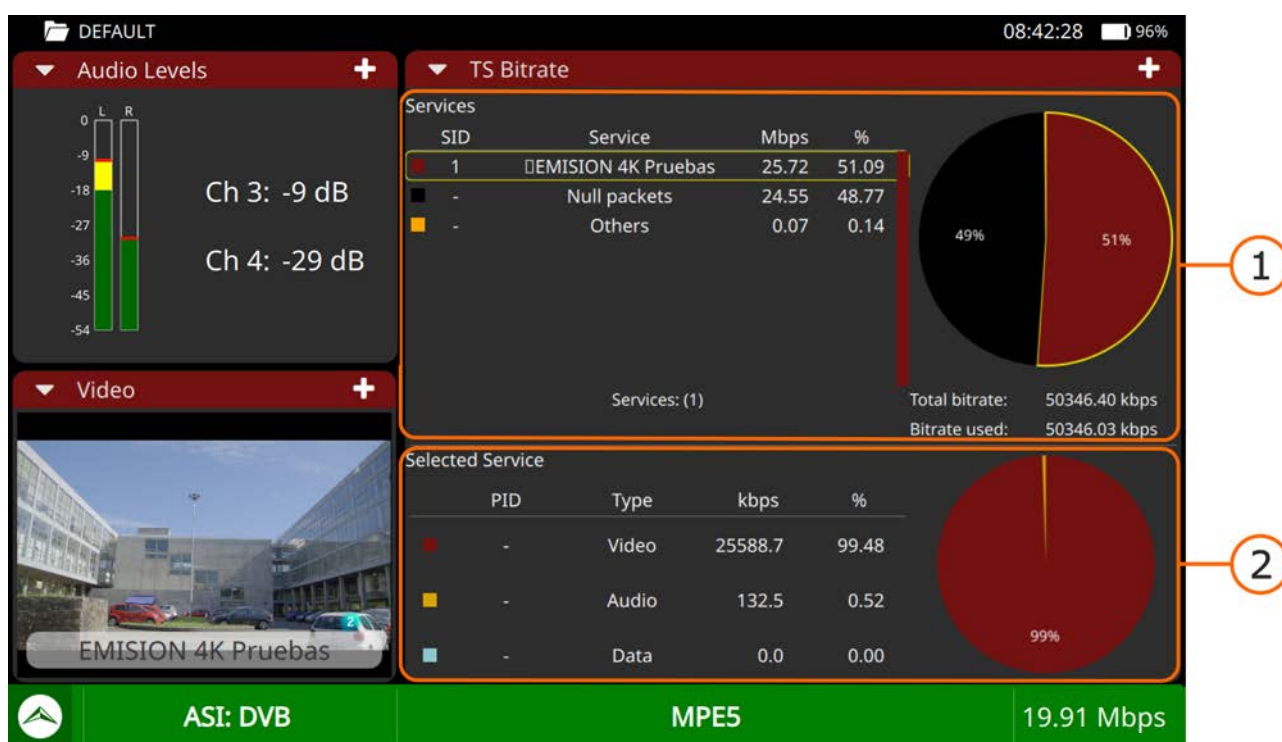 DEFAULT 08:42:28 96%
Audio Levels
L R
0
-9
-18
-27
-36
-45
-54
Ch 3: -9 dB
Ch 4: -29 dB
Video
2
EMISION 4K Pruebas
TS Bitrate
Services
SID Service Mbps %
1 ▯EMISION 4K Pruebas 25.72 51.09
- Null packets 24.55 48.77
- Others 0.07 0.14
49% 51%
Services: (1)
Total bitrate: 50346.40 kbps
Bitrate used: 50346.03 kbps
1
Selected Service
PID Type kbps %
- Video 25588.7 99.48
- Audio 132.5 0.52
- Data 0.0 0.00
99%
2
ASI: DVB MPE5 19.91 Mbps